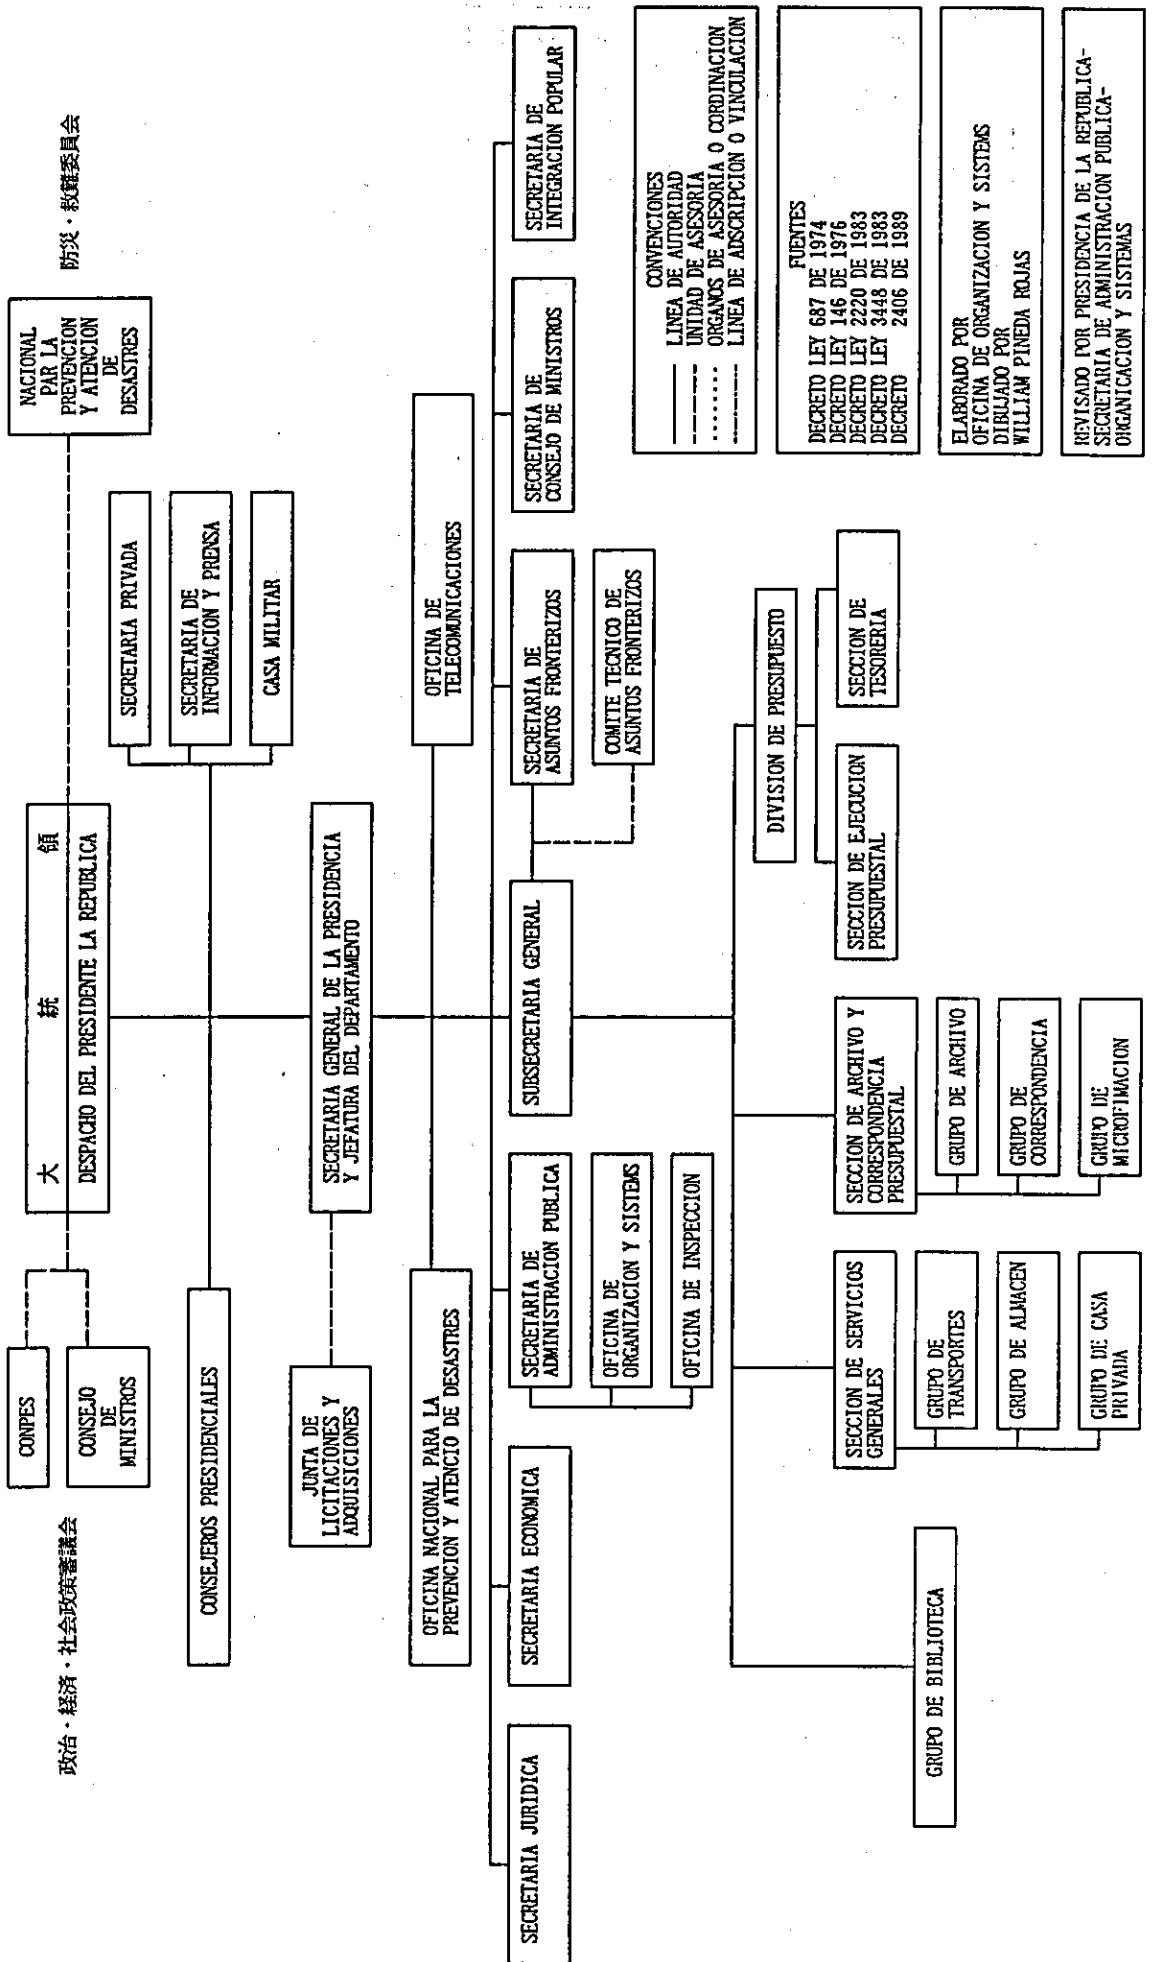 政治・経済・社会政策審議会
防災・救難委員会
CONPES
CONSEJO
DE
MINISTROS
大 統 領
DESPACHO DEL PRESIDENTE LA REPUBLICA
NACIONAL
PAR LA
PREVENCION
Y ATENCION
DE
DESASTRES
CONSEJEROS PRESIDENCIALES
SECRETARIA PRIVADA
SECRETARIA DE
INFORMACION Y PRENSA
CASA MILITAR
JUNTA DE
LICITACIONES Y
ADQUISICIONES
SECRETARIA GENERAL DE LA PRESIDENCIA
Y JEFATURA DEL DEPARTAMENTO
OFICINA NACIONAL PARA LA
PREVENCION Y ATENCIO DE DESASTRES
OFICINA DE
TELECOMUNICACIONES
SECRETARIA JURIDICA
SECRETARIA ECONOMICA
SECRETARIA DE
ADMINISTRACION PUBLICA
OFICINA DE
ORGANIZACION Y SISTEMS
OFICINA DE INSPECCION
SUBSECRETARIA GENERAL
SECRETARIA DE
ASUNTOS FRONTERIZOS
COMITE TECNICO DE
ASUNTOS FRONTERIZOS
SECRETARIA DE
CONSEJO DE MINISTROS
SECRETARIA DE
INTEGRACION POPULAR
GRUPO DE BIBLIOTECA
SECCION DE SERVICIOS
GENERALES
GRUPO DE
TRANSPORTES
GRUPO DE ALMACEN
GRUPO DE CASA
PRIVADA
SECCION DE ARCHIVO Y
CORRESPONDENCIA
PRESUPUESTAL
GRUPO DE ARCHIVO
GRUPO DE
CORRESPONDENCIA
GRUPO DE
MICROFIMACION
DIVISION DE PRESUPUESTO
SECCION DE EJECUCION
PRESUPUESTAL
SECCION DE
TESORERIA
CONVENCIONES
LINEA DE AUTORIDAD
UNIDAD DE ASESORIA
ORGANOS DE ASESORIA O CORDINACION
LINEA DE ADSCRIPCION O VINCULACION
FUENTES
DECRETO LEY 687 DE 1974
DECRETO LEY 146 DE 1976
DECRETO LEY 2220 DE 1983
DECRETO LEY 3448 DE 1983
DECRETO 2406 DE 1989
ELABORADO POR
OFICINA DE ORGANIZACION Y SISTEMS
DIBUJADO POR
WILLIAM PINEDA ROJAS
REVISADO POR PRESIDENCIA DE LA REPUBLICA-
SECRETARIA DE ADMINISTRACION PUBLICA-
ORGANICACION Y SISTEMAS